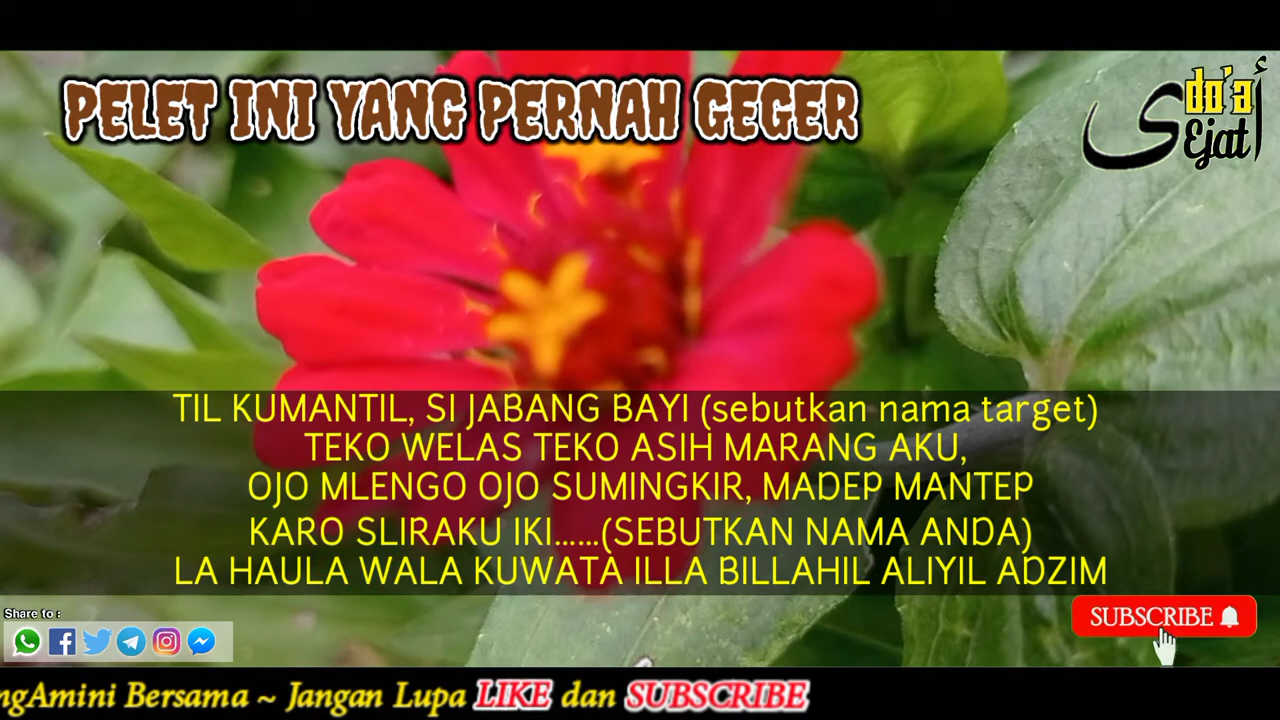 PELET INI YANG PERNAH GEGER
do'a
Ejati
TIL KUMANTIL, SI JABANG BAYI (sebutkan nama target)
TEKO WELAS TEKO ASIH MARANG AKU,
OJO MLENGO OJO SUMINGKIR, MADEP MANTEP
KARO SLIRAKU IKI......(SEBUTKAN NAMA ANDA)
LA HAULA WALA KUWATA ILLA BILLAHIL ALIYIL ADZIM
Share to :
SUBSCRIBE
ngAmini Bersama ~ Jangan Lupa LIKE dan SUBSCRIBE